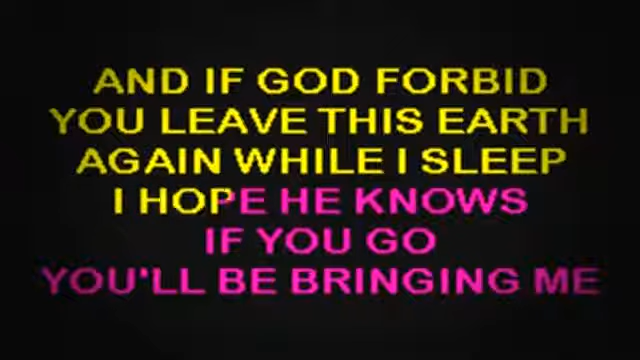 AND IF GOD FORBID
YOU LEAVE THIS EARTH
AGAIN WHILE I SLEEP
I HOPE HE KNOWS
IF YOU GO
YOU'LL BE BRINGING ME